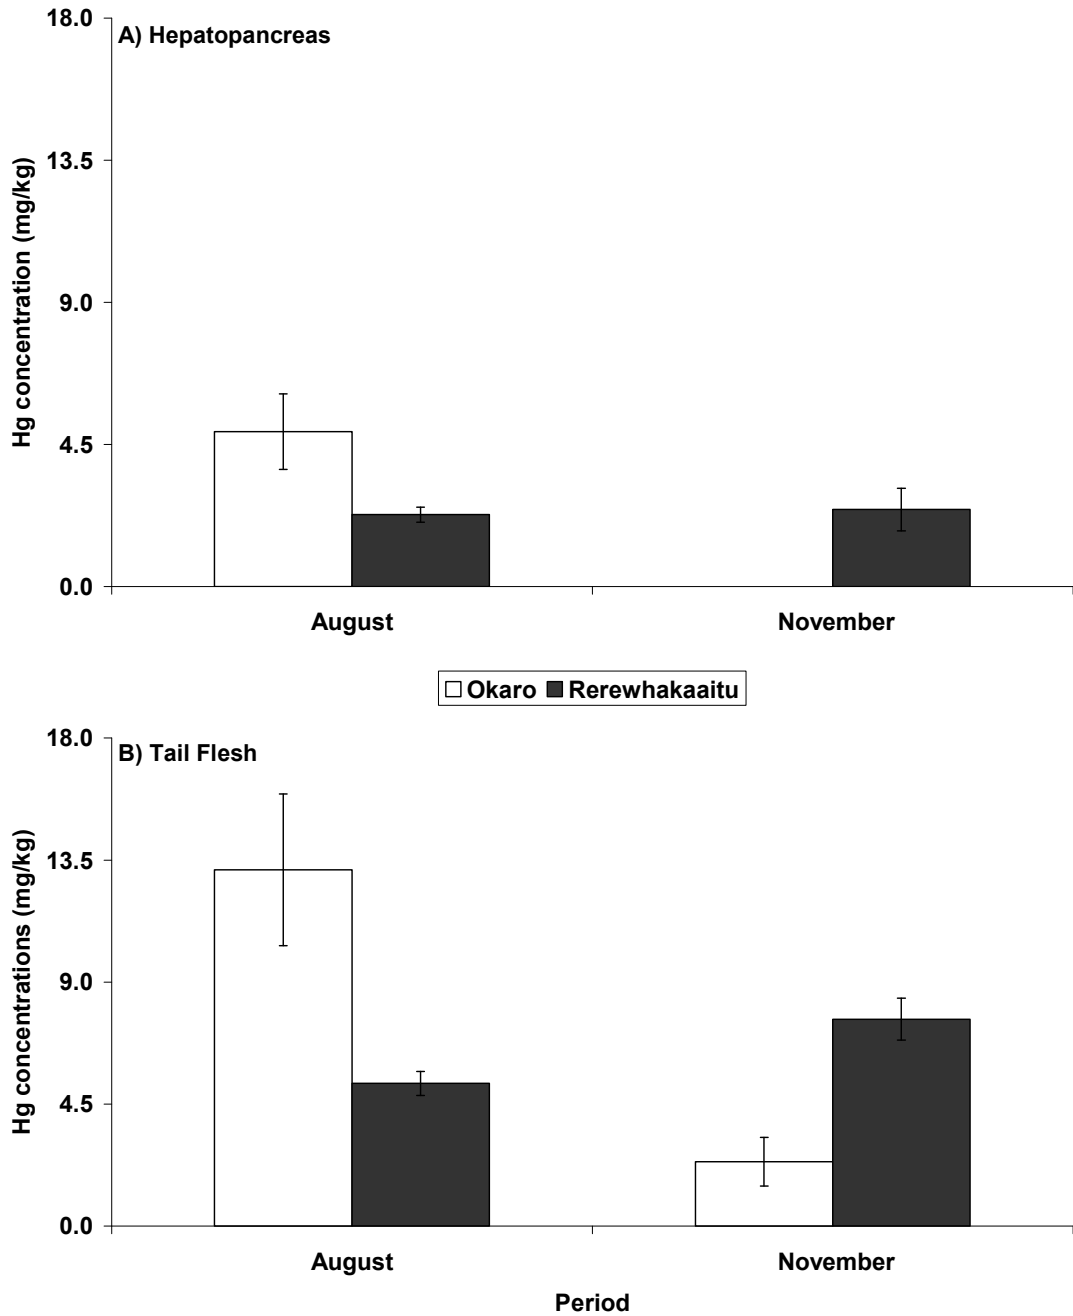 A) Hepatopancreas
Hg concentration (mg/kg)
18.0
13.5
9.0
4.5
0.0
August November
Okaro Rerewhakaaitu
B) Tail Flesh
Hg concentrations (mg/kg)
18.0
13.5
9.0
4.5
0.0
August November
Period